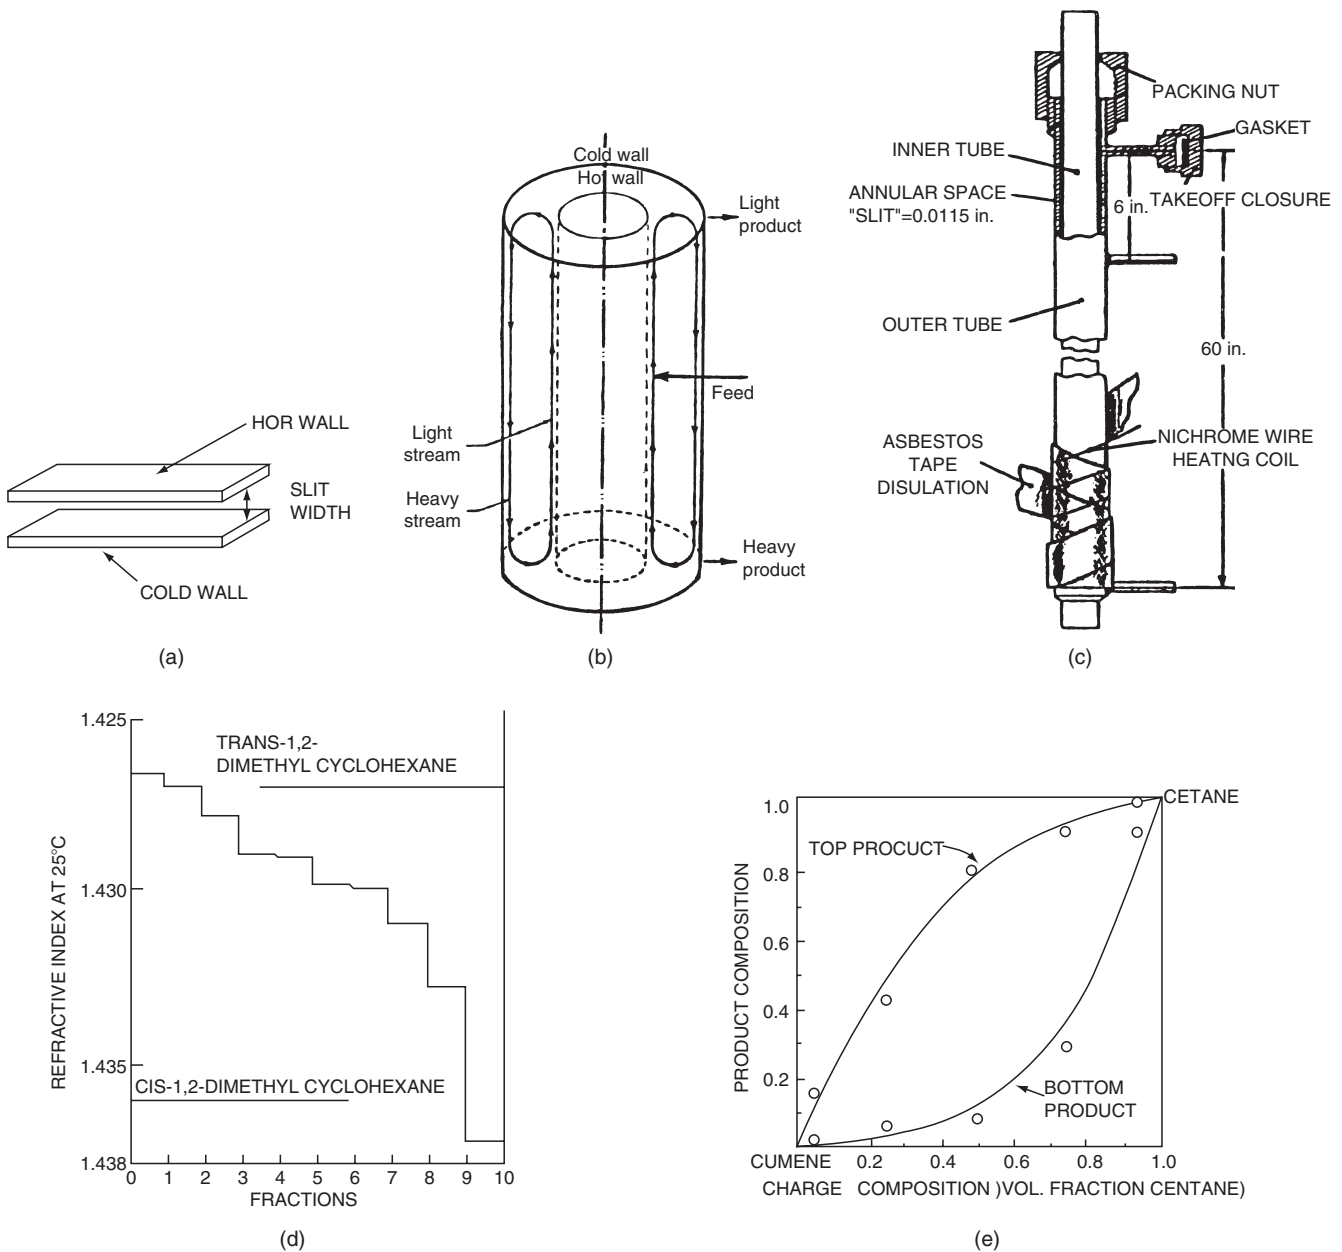 HOR WALL
SLIT
WIDTH
COLD WALL
(a)
Cold wall
Hot wall
Light
product
Feed
Light
stream
Heavy
stream
Heavy
product
(b)
PACKING NUT
GASKET
INNER TUBE
ANNULAR SPACE
"SLIT"=0.0115 in.
6 in.
TAKEOFF CLOSURE
OUTER TUBE
60 in.
ASBESTOS
TAPE
DISULATION
NICHROME WIRE
HEATNG COIL
(c)
1.425
TRANS-1,2-
DIMETHYL CYCLOHEXANE
REFRACTIVE INDEX AT 25°C
1.430
1.435
CIS-1,2-DIMETHYL CYCLOHEXANE
1.438
0 1 2 3 4 5 6 7 8 9 10
FRACTIONS
(d)
1.0
CETANE
TOP PROCUCT
0.8
PRODUCT COMPOSITION
0.6
0.4
0.2
BOTTOM
PRODUCT
CUMENE 0.2 0.4 0.6 0.8 1.0
CHARGE COMPOSITION )VOL. FRACTION CENTANE)
(e)